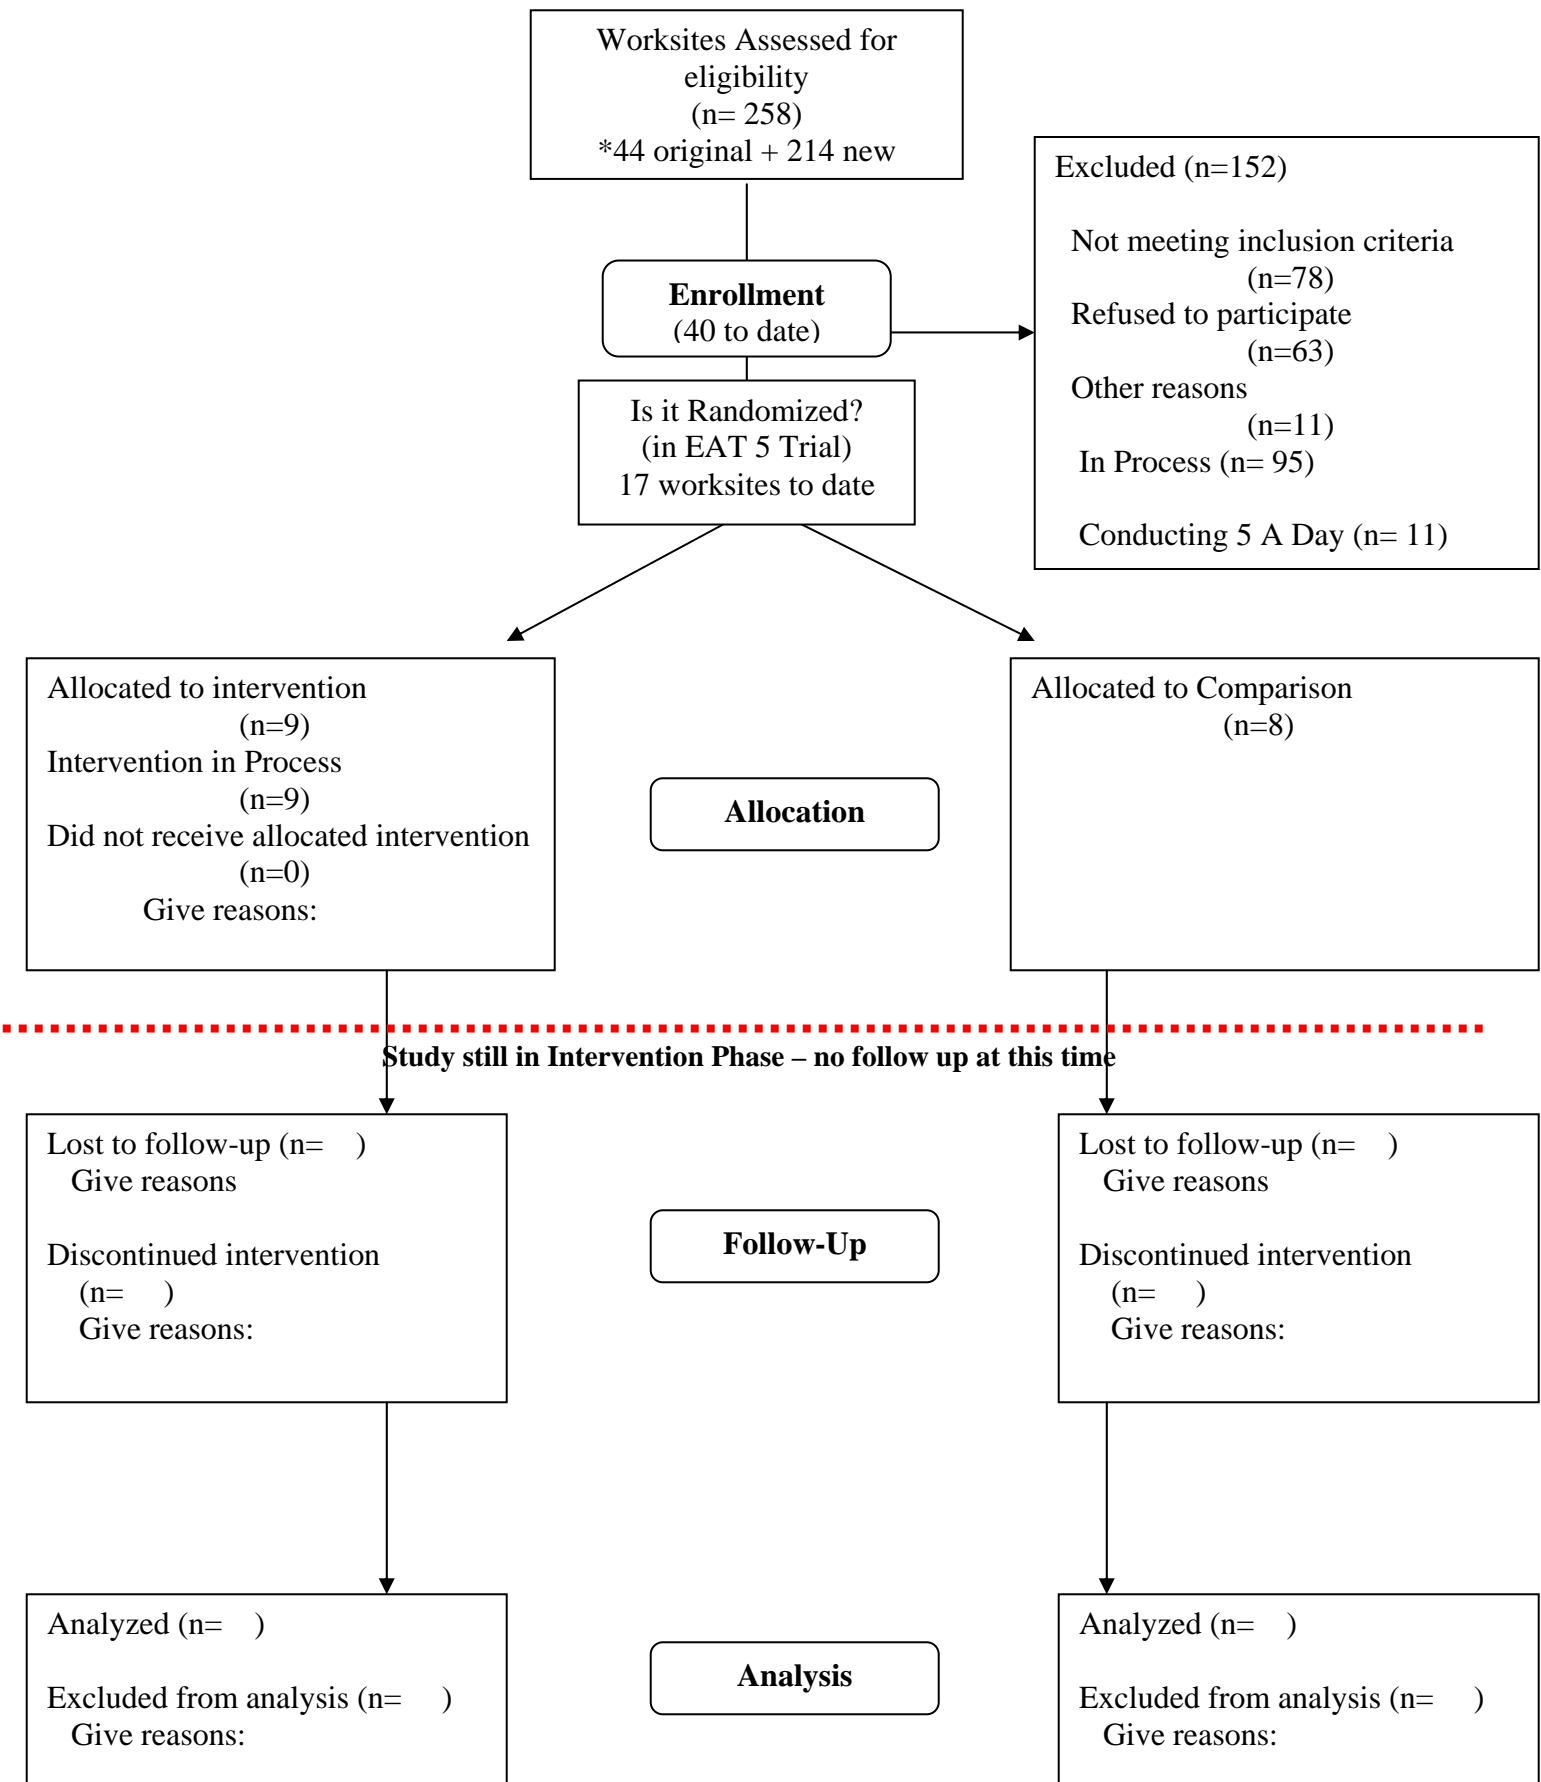 Worksites Assessed for
eligibility
(n= 258)
*44 original + 214 new
Excluded (n=152)
Not meeting inclusion criteria
(n=78)
Refused to participate
(n=63)
Other reasons
(n=11)
In Process (n= 95)
Conducting 5 A Day (n= 11)
Enrollment
(40 to date)
Is it Randomized?
(in EAT 5 Trial)
17 worksites to date
Allocated to intervention
(n=9)
Intervention in Process
(n=9)
Did not receive allocated intervention
(n=0)
Give reasons:
Allocation
Allocated to Comparison
(n=8)
Study still in Intervention Phase – no follow up at this time
Lost to follow-up (n=    )
Give reasons
Discontinued intervention
(n=    )
Give reasons:
Follow-Up
Lost to follow-up (n=    )
Give reasons
Discontinued intervention
(n=    )
Give reasons:
Analyzed (n=    )
Excluded from analysis (n=    )
Give reasons:
Analysis
Analyzed (n=    )
Excluded from analysis (n=    )
Give reasons: